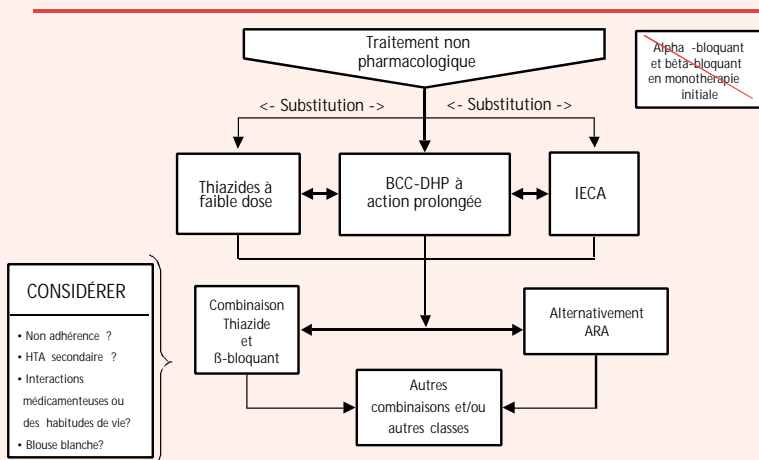 Traitement non
pharmacologique
Alpha -bloquant
et bêta-bloquant
en monothérapie
initiale
<- Substitution ->
<- Substitution ->
Thiazides à
faible dose
BCC-DHP à
action prolongée
IECA
CONSIDÉRER
• Non adhérence ?
• HTA secondaire ?
• Interactions
médicamenteuses ou
des habitudes de vie?
• Blouse blanche?
Combinaison
Thiazide
et
ß-bloquant
Alternativement
ARA
Autres
combinaisons et/ou
autres classes